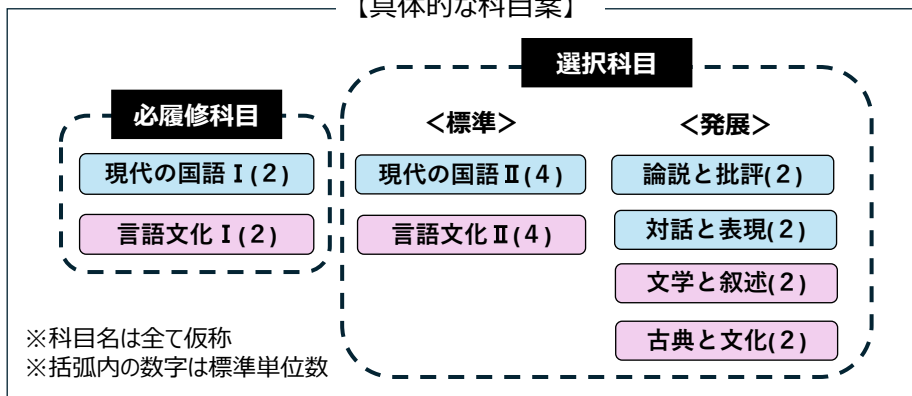 【具体的な科目案】
選択科目
必履修科目
＜標準＞
＜発展＞
現代の国語Ⅰ(２)
現代の国語Ⅱ(４)
論説と批評(２)
言語文化Ⅰ(２)
言語文化Ⅱ(４)
対話と表現(２)
文学と叙述(２)
古典と文化(２)
※科目名は全て仮称
※括弧内の数字は標準単位数